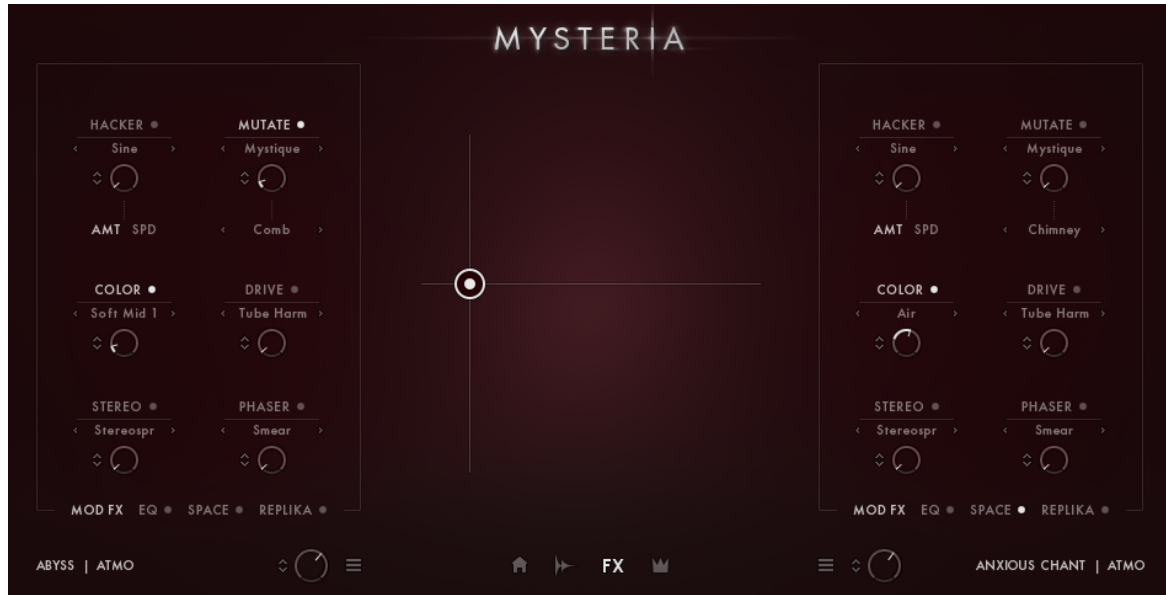 MYSTERIA
HACKER
MUTATE
Sine
Mystique
AMT SPD
Comb
COLOR
DRIVE
Soft Mid 1
Tube Harm
STEREO
PHASER
Stereospr
Smear
MOD FX EQ SPACE REPLIKA
HACKER
MUTATE
Sine
Mystique
AMT SPD
Chimney
COLOR
DRIVE
Air
Tube Harm
STEREO
PHASER
Stereospr
Smear
MOD FX EQ SPACE REPLIKA
ABYSS | ATMO
FX
ANXIOUS CHANT | ATMO